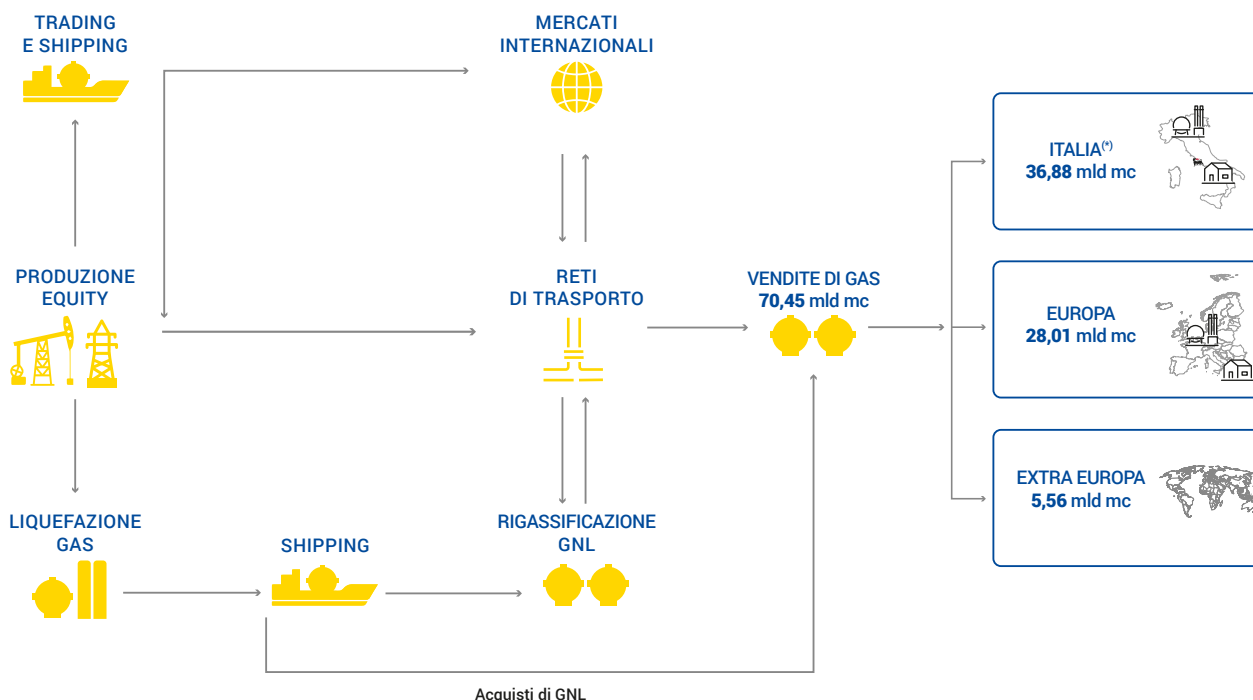 TRADING
E SHIPPING
MERCATI
INTERNAZIONALI
ITALIA(*)
36,88 mld mc
PRODUZIONE
EQUITY
RETI
DI TRASPORTO
VENDITE DI GAS
70,45 mld mc
EUROPA
28,01 mld mc
EXTRA EUROPA
5,56 mld mc
LIQUEFAZIONE
GAS
SHIPPING
RIGASSIFICAZIONE
GNL
Acquisti di GNL